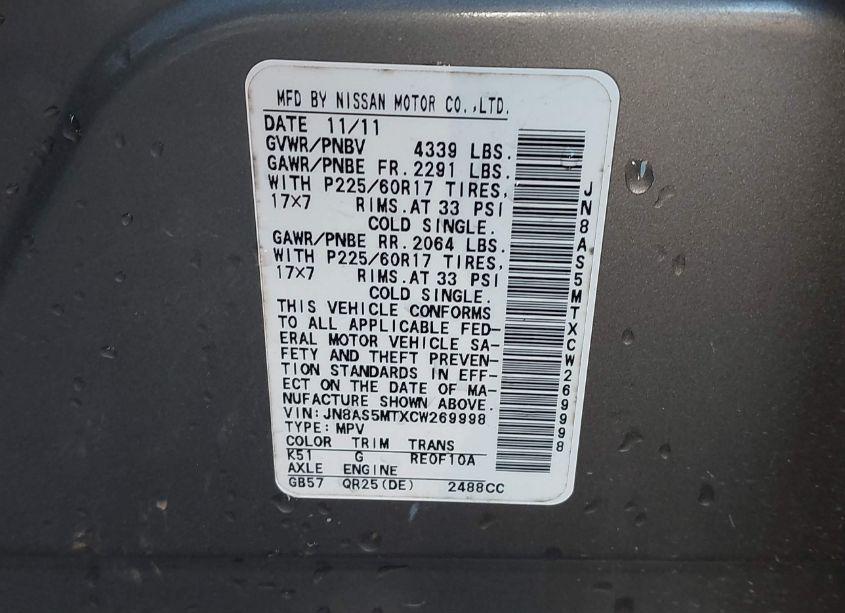 MFD BY NISSAN MOTOR CO.,LTD.
DATE 11/11
GVWR/PNBV 4339 LBS.
GAWR/PNBE FR.2291 LBS.
WITH P225/60R17 TIRES,
17×7 RIMS.AT 33 PSI
COLD SINGLE.
GAWR/PNBE RR.2064 LBS.
WITH P225/60R17 TIRES,
17×7 RIMS.AT 33 PSI
COLD SINGLE.
THIS VEHICLE CONFORMS
TO ALL APPLICABLE FED-
ERAL MOTOR VEHICLE SA-
FETY AND THEFT PREVEN-
TION STANDARDS IN EFF-
ECT ON THE DATE OF MA-
NUFACTURE SHOWN ABOVE.
VIN:JN8AS5MTXCW269998
TYPE:MPV
COLOR TRIM TRANS
K51 G RE0F10A
AXLE ENGINE
GB57 QR25(DE) 2488CC
JN8AS5MTXCW269998